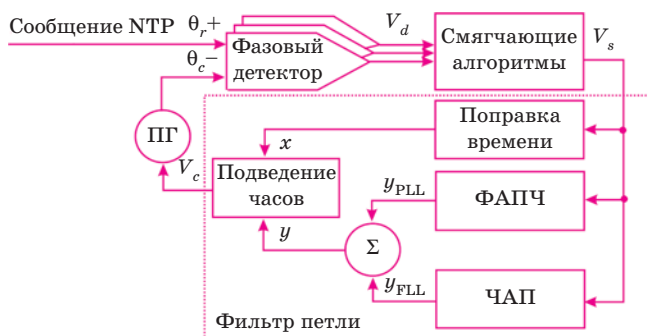 Сообщение NTP
θr+
θc−
Фазовый
детектор
Vd
Смягчающие
алгоритмы
Vs
ПГ
Vc
x
Поправка
времени
Подведение
часов
yPLL
ФАПЧ
y
Σ
yFLL
ЧАП
Фильтр петли